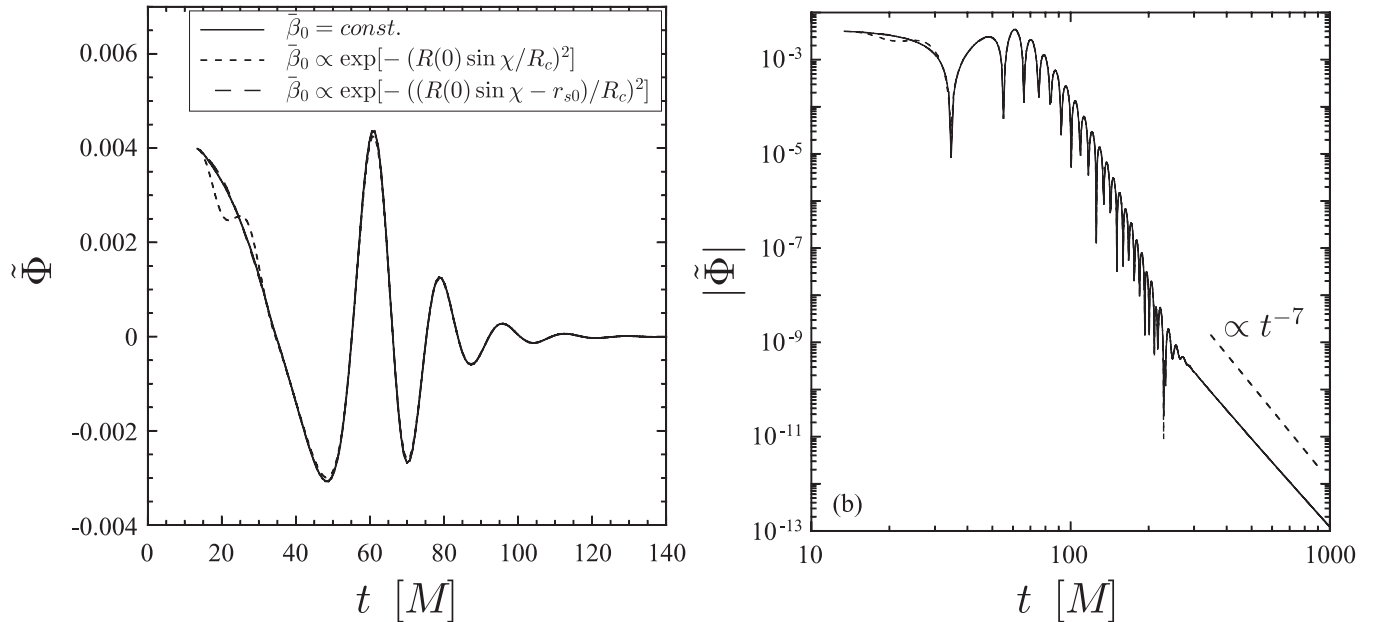 β̄₀ = const.
β̄₀ ∝ exp[− (R(0) sin χ/R_c)²]
β̄₀ ∝ exp[− ((R(0) sin χ − r_{s0})/R_c)²]
0.006
0.004
0.002
0
-0.002
-0.004
Φ̃
0 20 40 60 80 100 120 140
t [M]
10⁻³
10⁻⁵
10⁻⁷
10⁻⁹
10⁻¹¹
10⁻¹³
|Φ̃|
∝ t⁻⁷
(b)
10 100 1000
t [M]